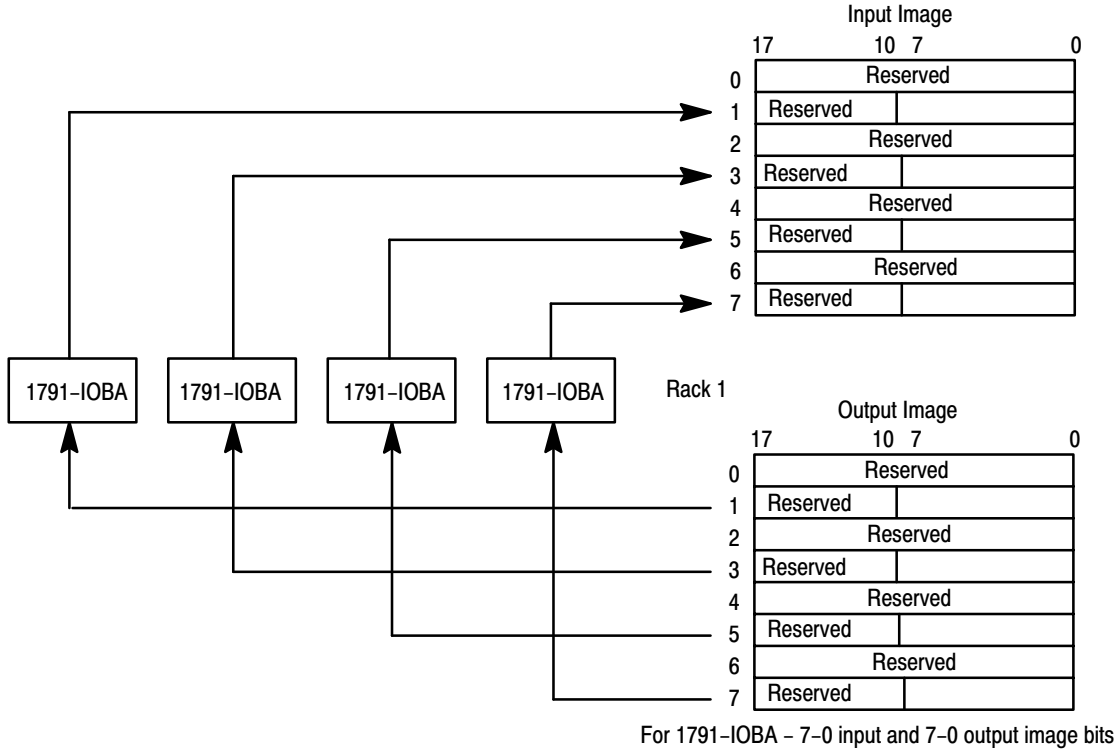 Input Image
17 10 7 0
0 Reserved
1 Reserved
2 Reserved
3 Reserved
4 Reserved
5 Reserved
6 Reserved
7 Reserved
1791–IOBA 1791–IOBA 1791–IOBA 1791–IOBA
Rack 1
Output Image
17 10 7 0
0 Reserved
1 Reserved
2 Reserved
3 Reserved
4 Reserved
5 Reserved
6 Reserved
7 Reserved
For 1791–IOBA – 7–0 input and 7–0 output image bits